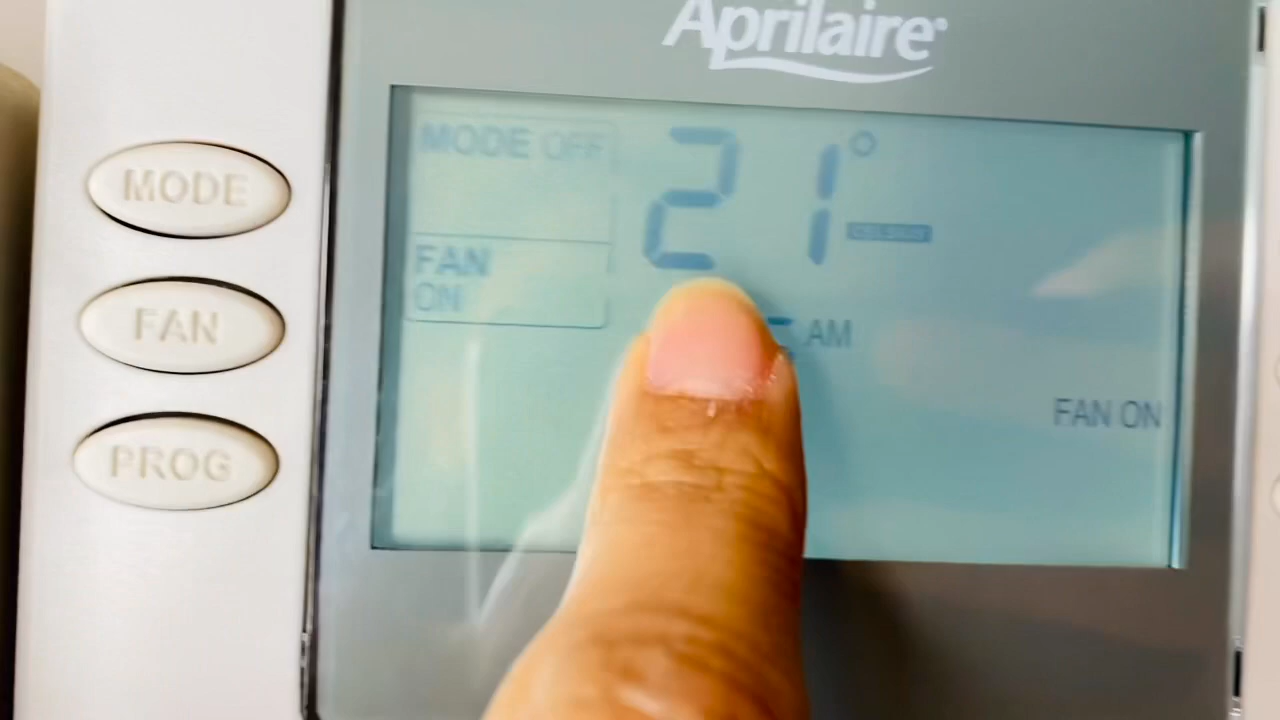 Aprilaire
MODE OFF
21°
FAN
ON
AM
FAN ON
MODE
FAN
PROG